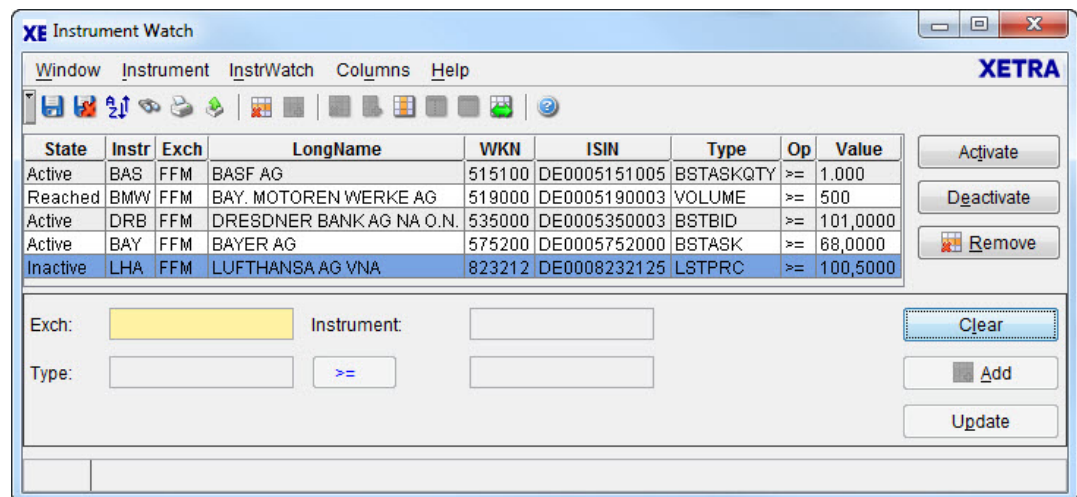 XE Instrument Watch
Window Instrument InstrWatch Columns Help XETRA
State Instr Exch LongName WKN ISIN Type Op Value
Active BAS FFM BASF AG 515100 DE0005151005 BSTASKQTY >= 1.000
Reached BMW FFM BAY. MOTOREN WERKE AG 519000 DE0005190003 VOLUME >= 500
Active DRB FFM DRESDNER BANK AG NA O.N. 535000 DE0005350003 BSTBID >= 101,0000
Active BAY FFM BAYER AG 575200 DE0005752000 BSTASK >= 68,0000
Inactive LHA FFM LUFTHANSA AG VNA 823212 DE0008232125 LSTPRC >= 100,5000
Activate
Deactivate
Remove
Exch: Instrument: Clear
Type: >= Add
Update